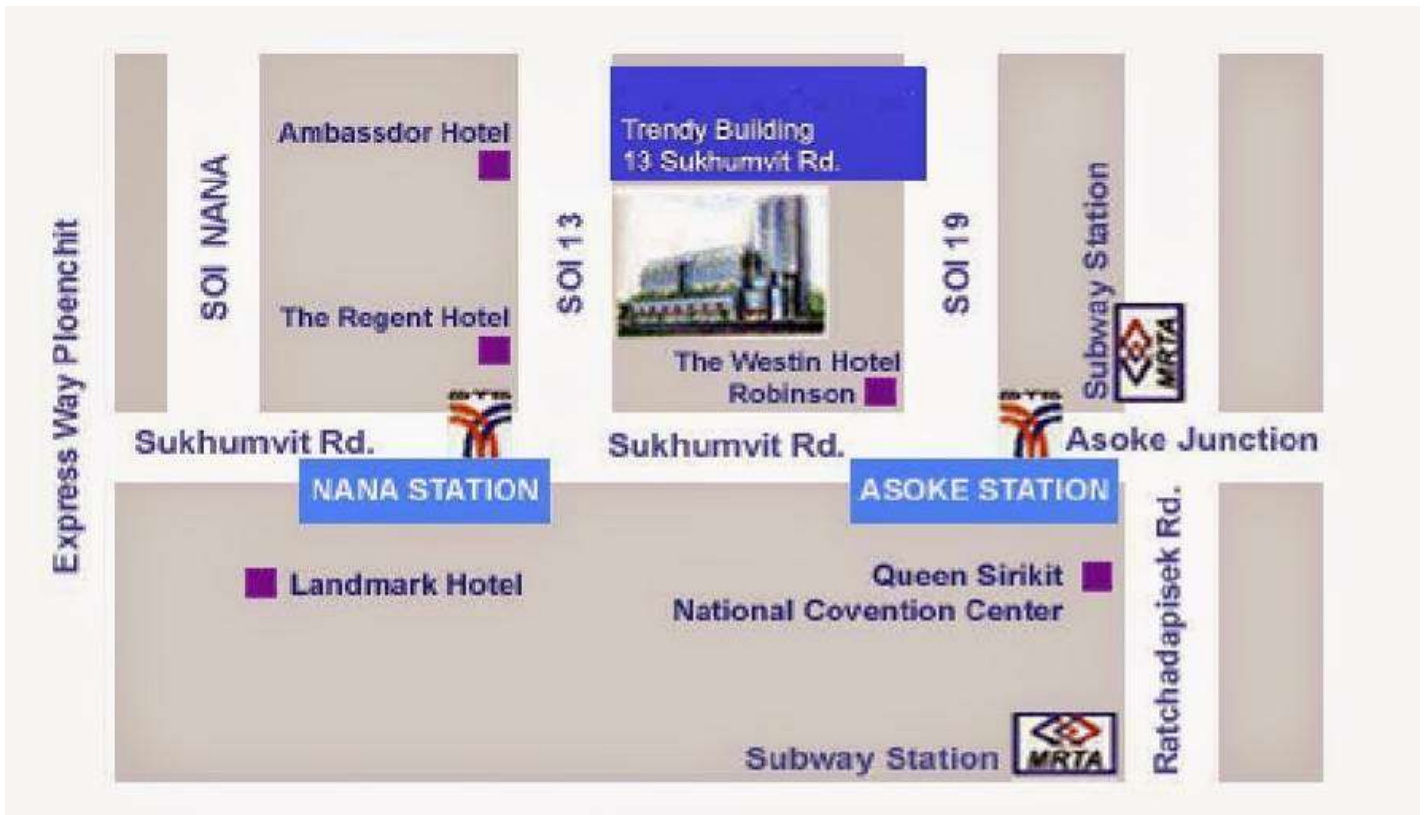 Ambassdor Hotel
Trendy Building
13 Sukhumvit Rd.
Express Way Ploenchit
SOI NANA
SOI 13
SOI 19
Subway Station
MRTA
The Regent Hotel
The Westin Hotel
Robinson
BTS
BTS
Sukhumvit Rd.
Sukhumvit Rd.
Asoke Junction
NANA STATION
ASOKE STATION
Landmark Hotel
Queen Sirikit
National Covention Center
Ratchadapisek Rd.
Subway Station
MRTA